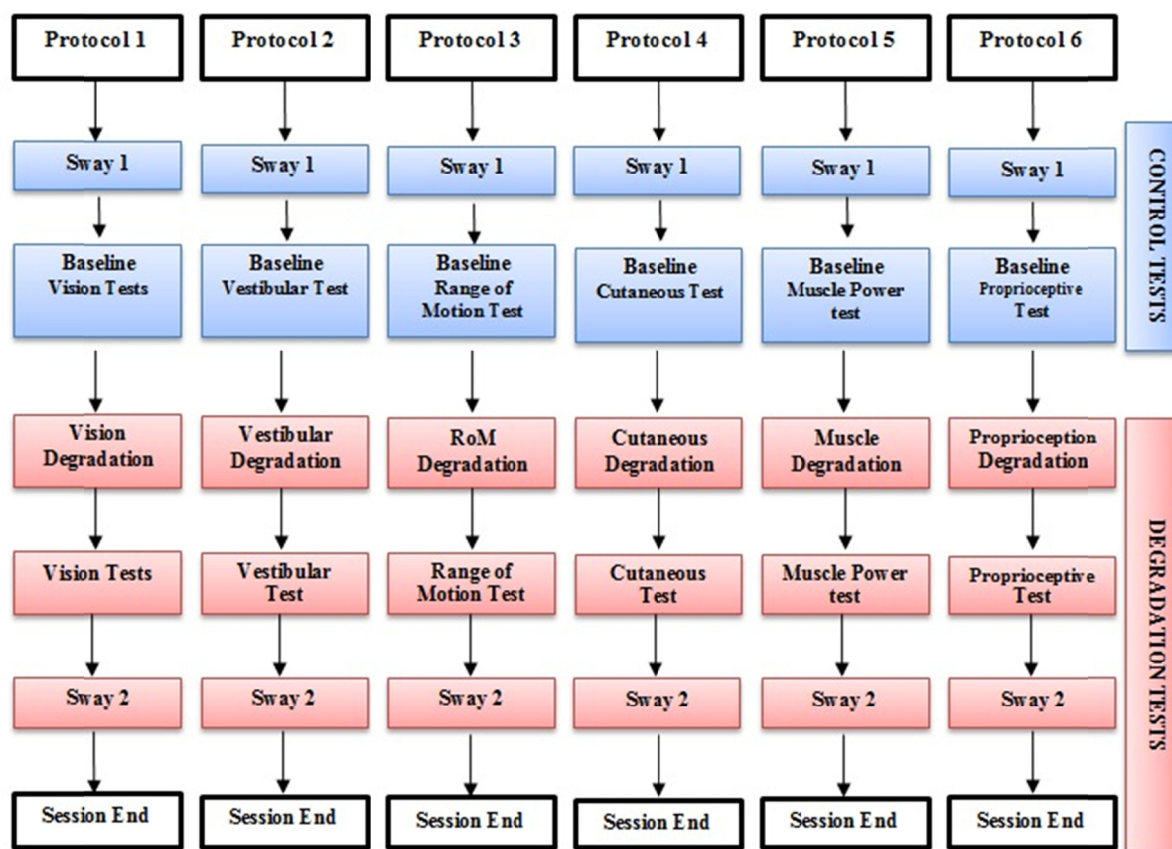 Protocol 1
Protocol 2
Protocol 3
Protocol 4
Protocol 5
Protocol 6
Sway 1
Sway 1
Sway 1
Sway 1
Sway 1
Sway 1
Baseline
Vision Tests
Baseline
Vestibular Test
Baseline
Range of
Motion Test
Baseline
Cutaneous Test
Baseline
Muscle Power
test
Baseline
Proprioceptive
Test
CONTROL TESTS
Vision
Degradation
Vestibular
Degradation
RoM
Degradation
Cutaneous
Degradation
Muscle
Degradation
Proprioception
Degradation
Vision Tests
Vestibular
Test
Range of
Motion Test
Cutaneous
Test
Muscle Power
test
Proprioceptive
Test
Sway 2
Sway 2
Sway 2
Sway 2
Sway 2
Sway 2
DEGRADATION TESTS
Session End
Session End
Session End
Session End
Session End
Session End